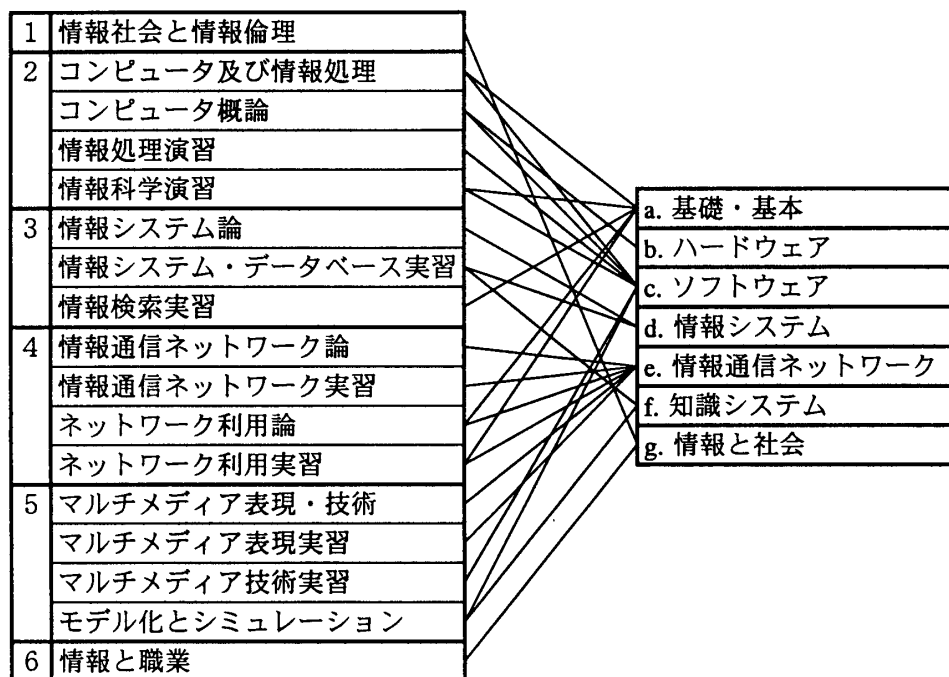 1 情報社会と情報倫理
2 コンピュータ及び情報処理
コンピュータ概論
情報処理演習
情報科学演習
3 情報システム論
情報システム・データベース実習
情報検索実習
4 情報通信ネットワーク論
情報通信ネットワーク実習
ネットワーク利用論
ネットワーク利用実習
5 マルチメディア表現・技術
マルチメディア表現実習
マルチメディア技術実習
モデル化とシミュレーション
6 情報と職業
a. 基礎・基本
b. ハードウェア
c. ソフトウェア
d. 情報システム
e. 情報通信ネットワーク
f. 知識システム
g. 情報と社会